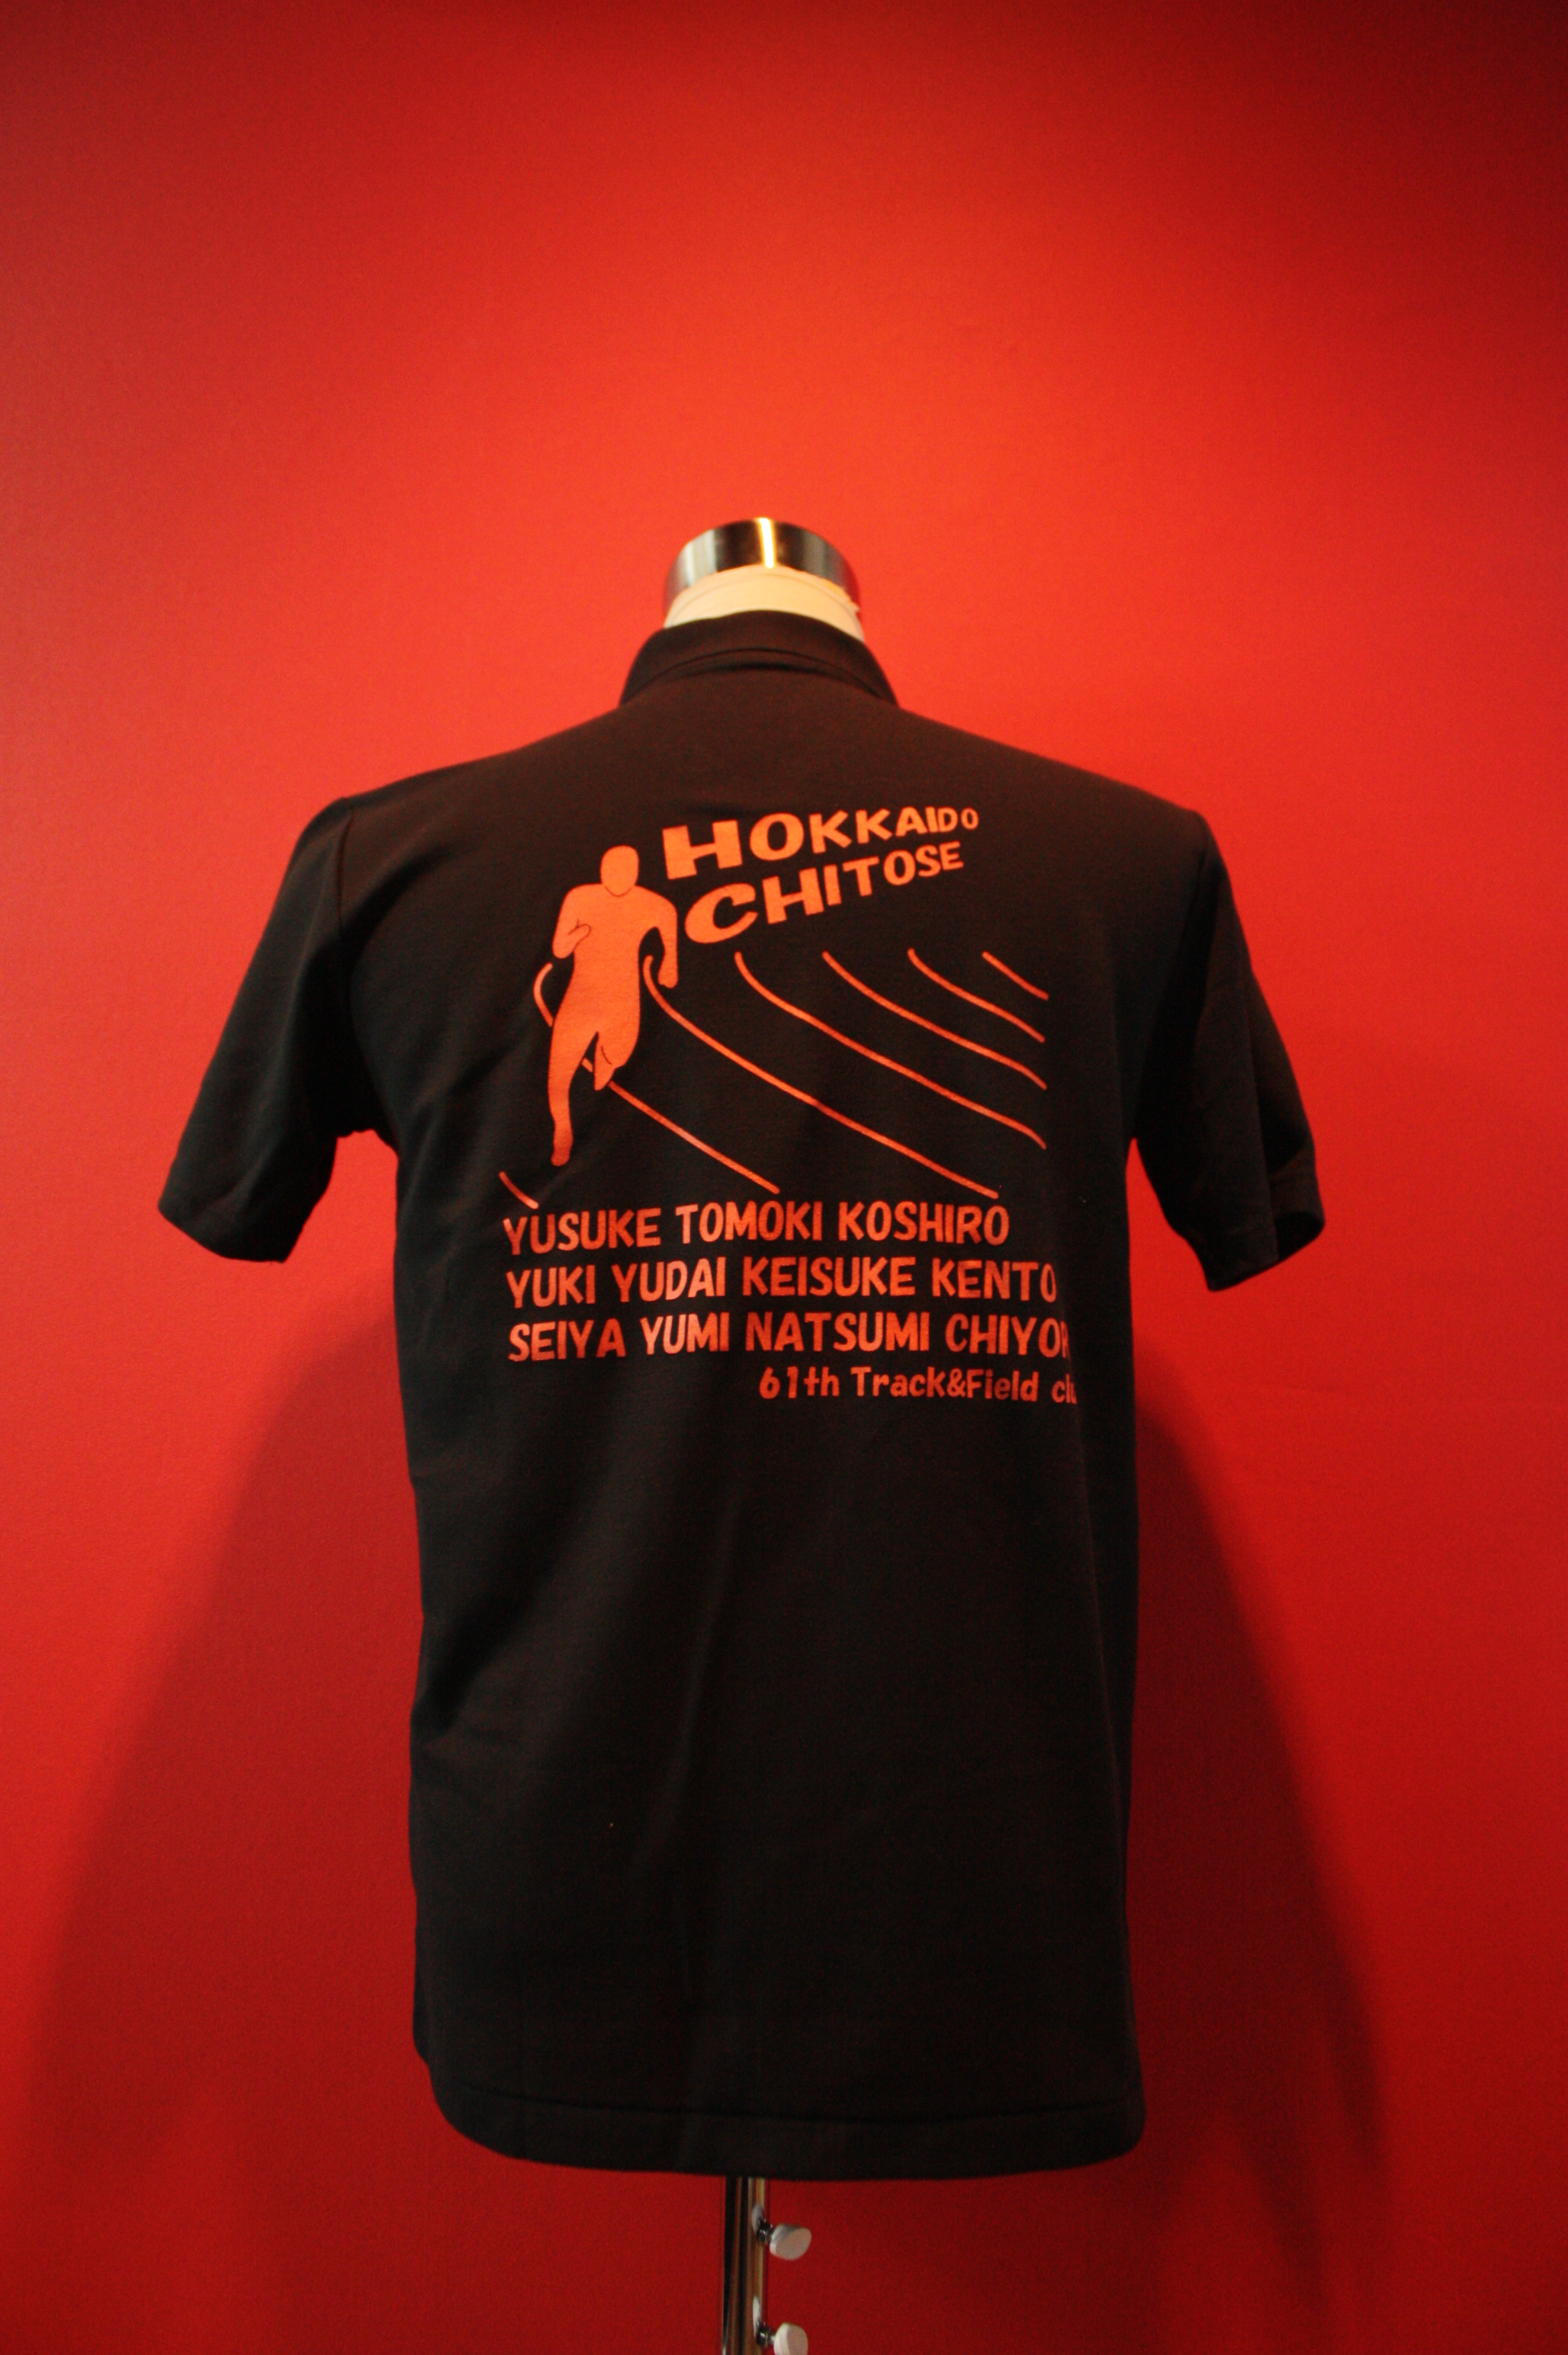 HOKKAIDO
CHITOSE
YUSUKE TOMOKI KOSHIRO
YUKI YUDAI KEISUKE KENTO
SEIYA YUMI NATSUMI
61th Track&Field